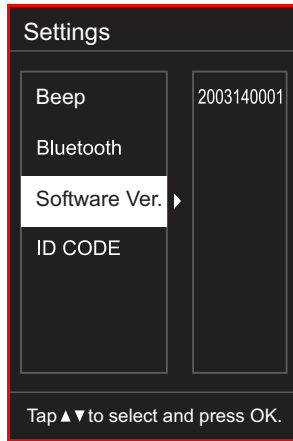 Settings
Beep
2003140001
Bluetooth
Software Ver.
ID CODE
Tap▲▼to select and press OK.